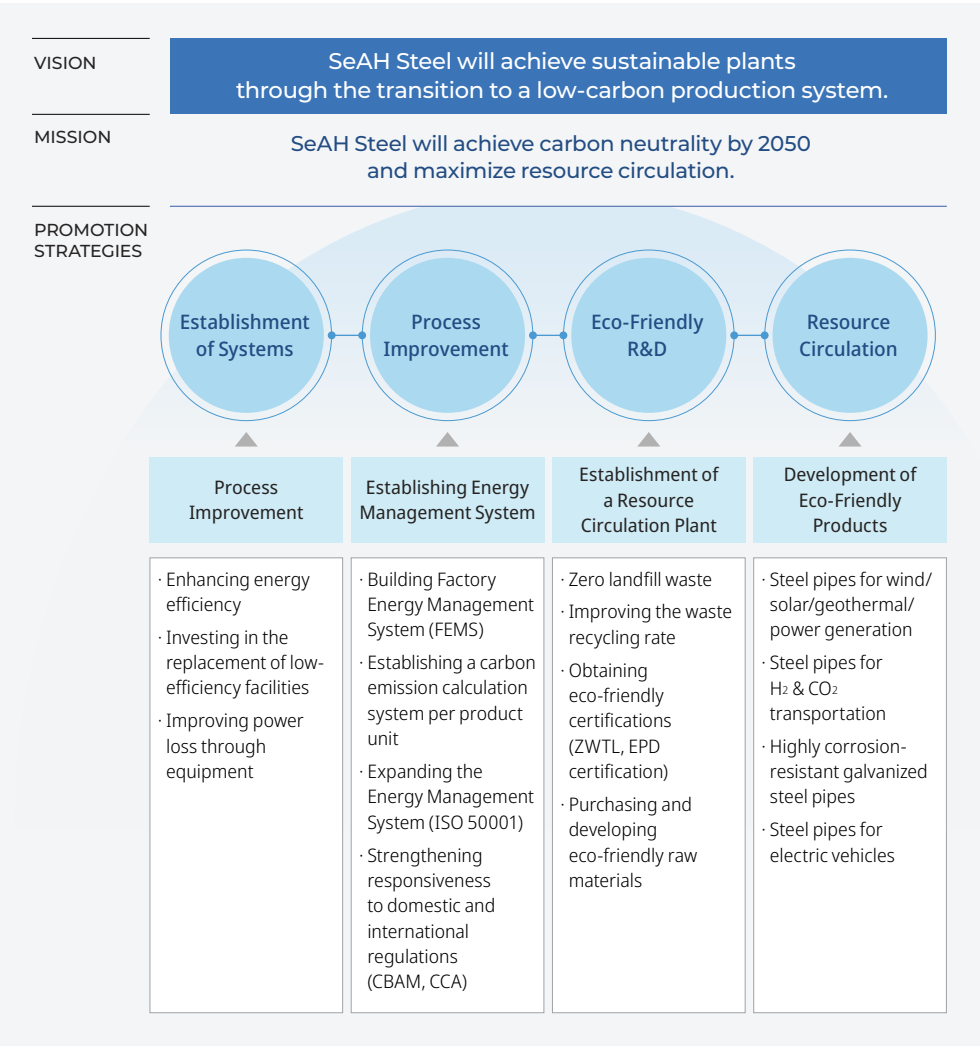 VISION
SeAH Steel will achieve sustainable plants
through the transition to a low-carbon production system.
MISSION
SeAH Steel will achieve carbon neutrality by 2050
and maximize resource circulation.
PROMOTION
STRATEGIES
Establishment
of Systems
Process
Improvement
Eco-Friendly
R&D
Resource
Circulation
Process
Improvement
Establishing Energy
Management System
Establishment of
a Resource
Circulation Plant
Development of
Eco-Friendly
Products
· Enhancing energy
efficiency
· Investing in the
replacement of low-
efficiency facilities
· Improving power
loss through
equipment
· Building Factory
Energy Management
System (FEMS)
· Establishing a carbon
emission calculation
system per product
unit
· Expanding the
Energy Management
System (ISO 50001)
· Strengthening
responsiveness
to domestic and
international
regulations
(CBAM, CCA)
· Zero landfill waste
· Improving the waste
recycling rate
· Obtaining
eco-friendly
certifications
(ZWTL, EPD
certification)
· Purchasing and
developing
eco-friendly raw
materials
· Steel pipes for wind/
solar/geothermal/
power generation
· Steel pipes for
H2 & CO2
transportation
· Highly corrosion-
resistant galvanized
steel pipes
· Steel pipes for
electric vehicles